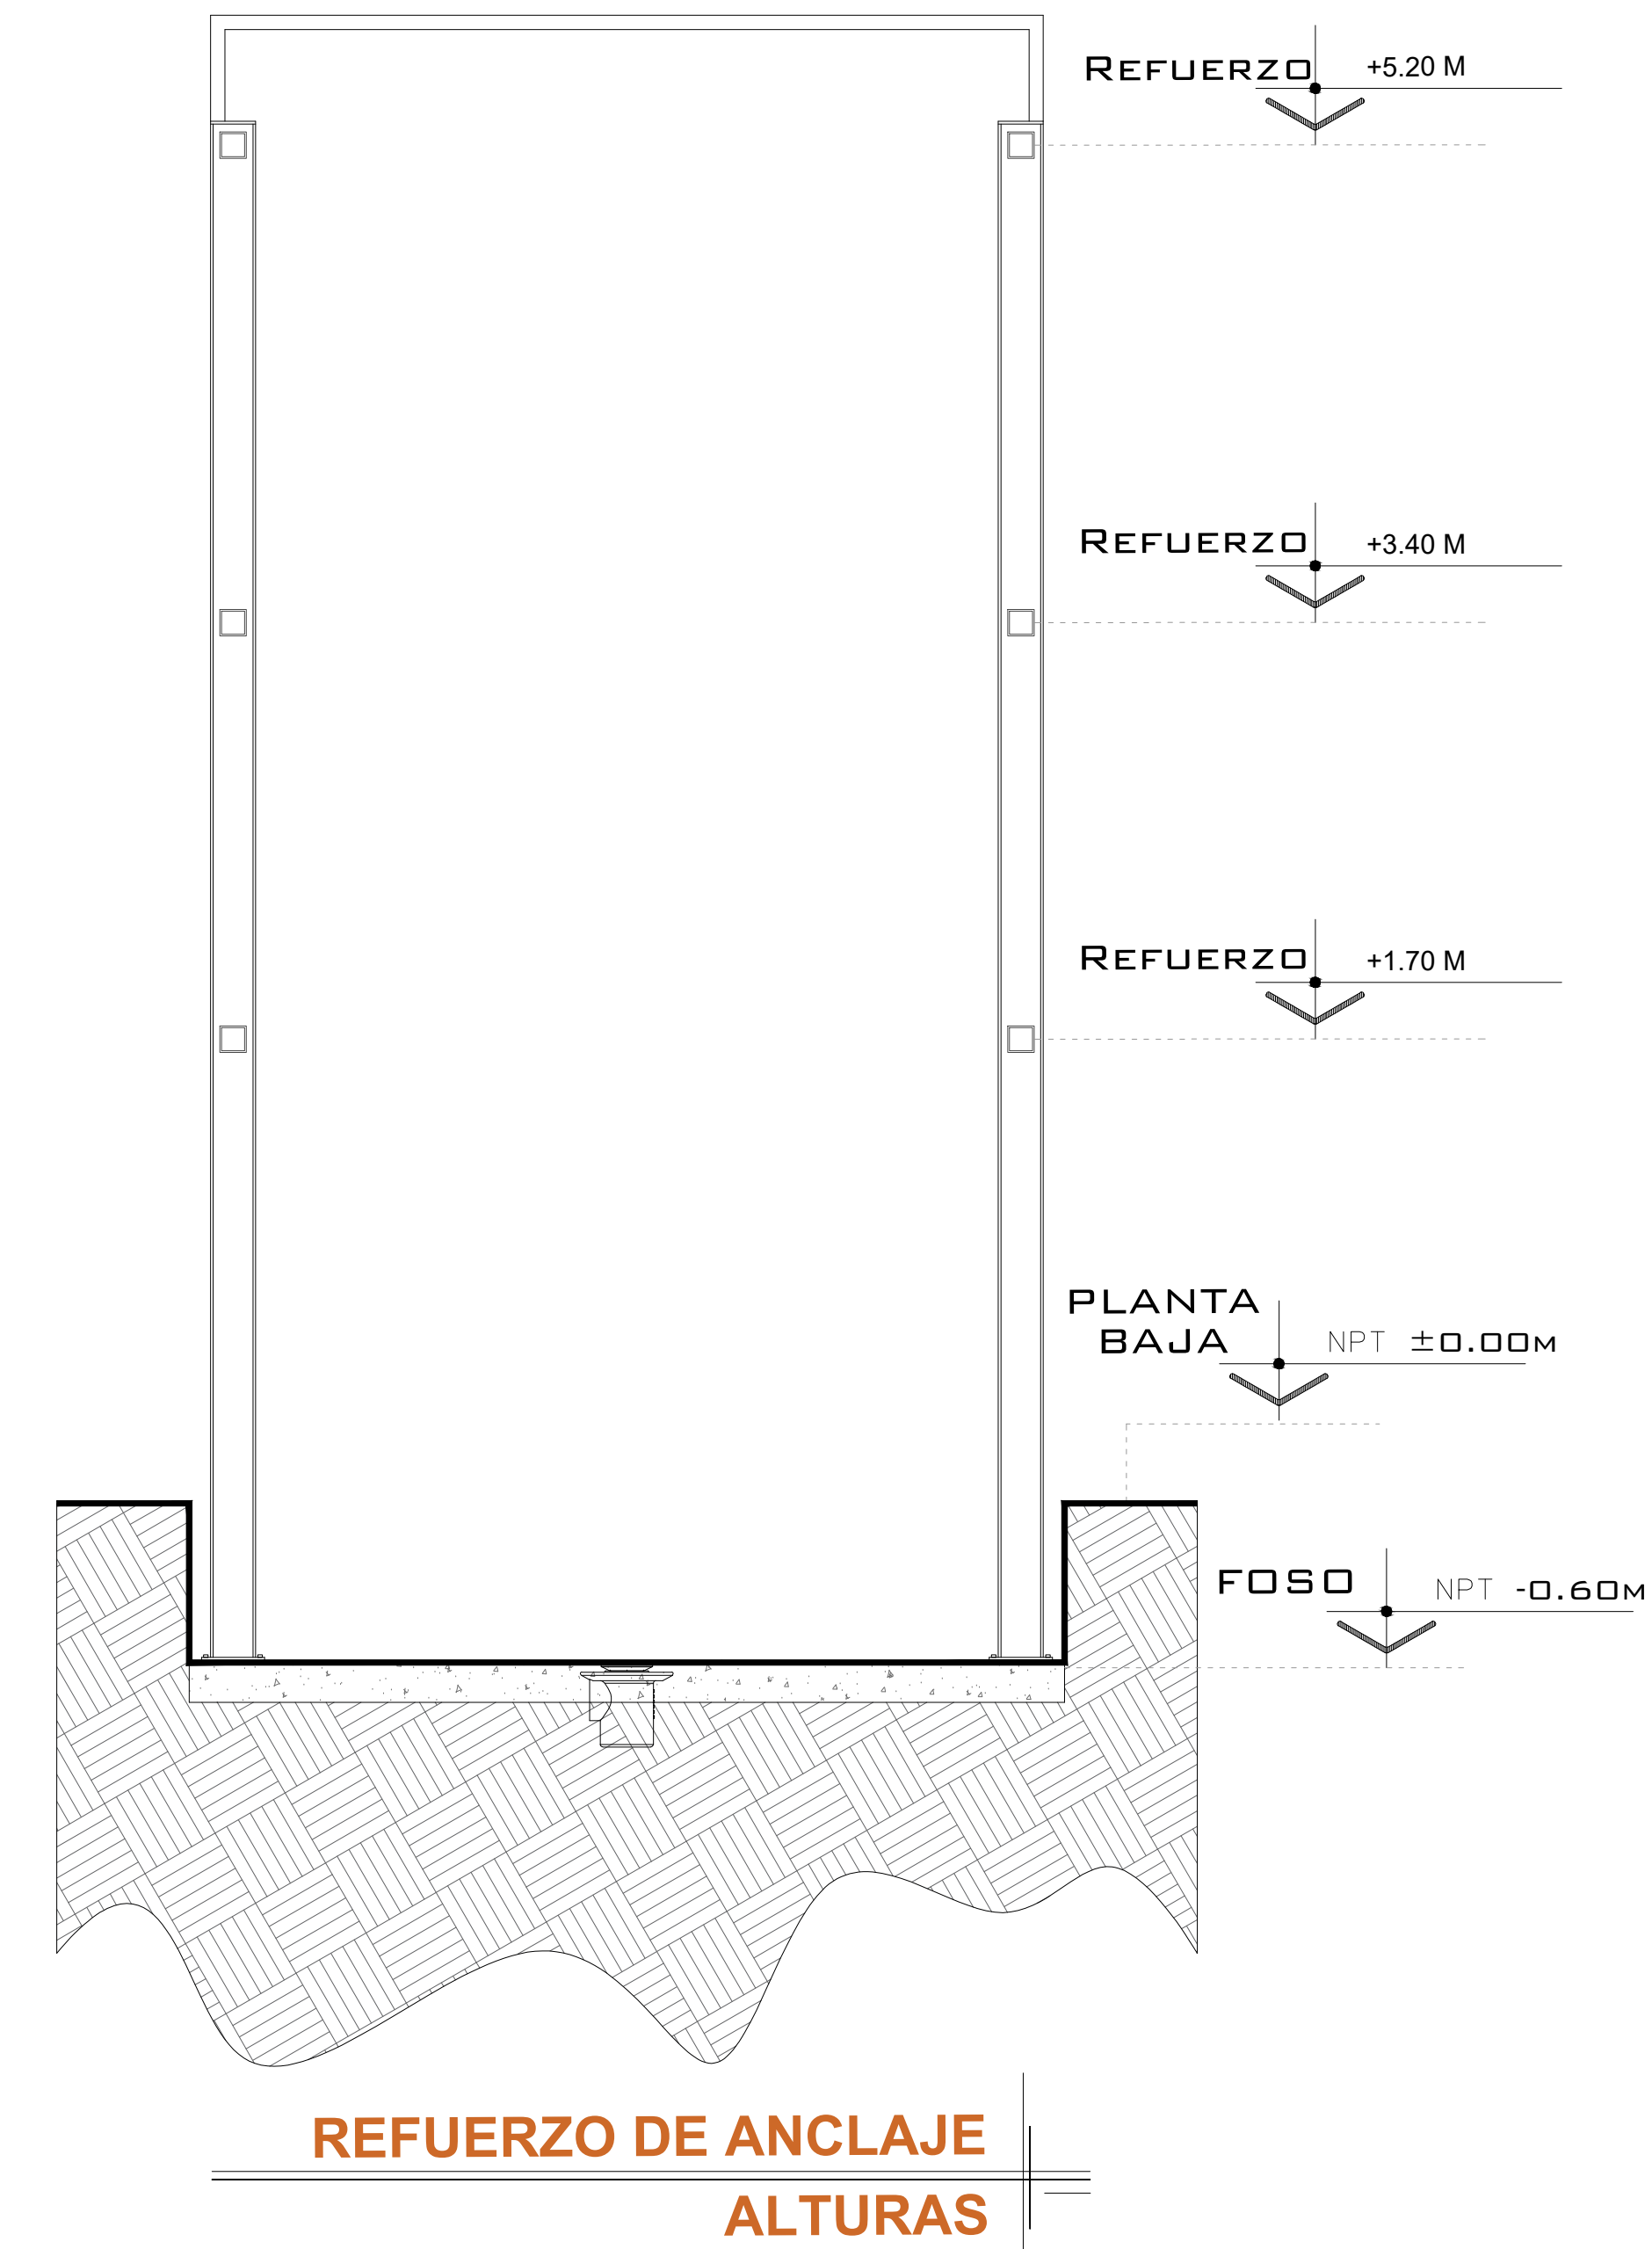 REFUERZO +5.20 M
REFUERZO +3.40 M
REFUERZO +1.70 M
PLANTA
BAJA NPT ±0.00M
FOSO NPT -0.60M
REFUERZO DE ANCLAJE
ALTURAS